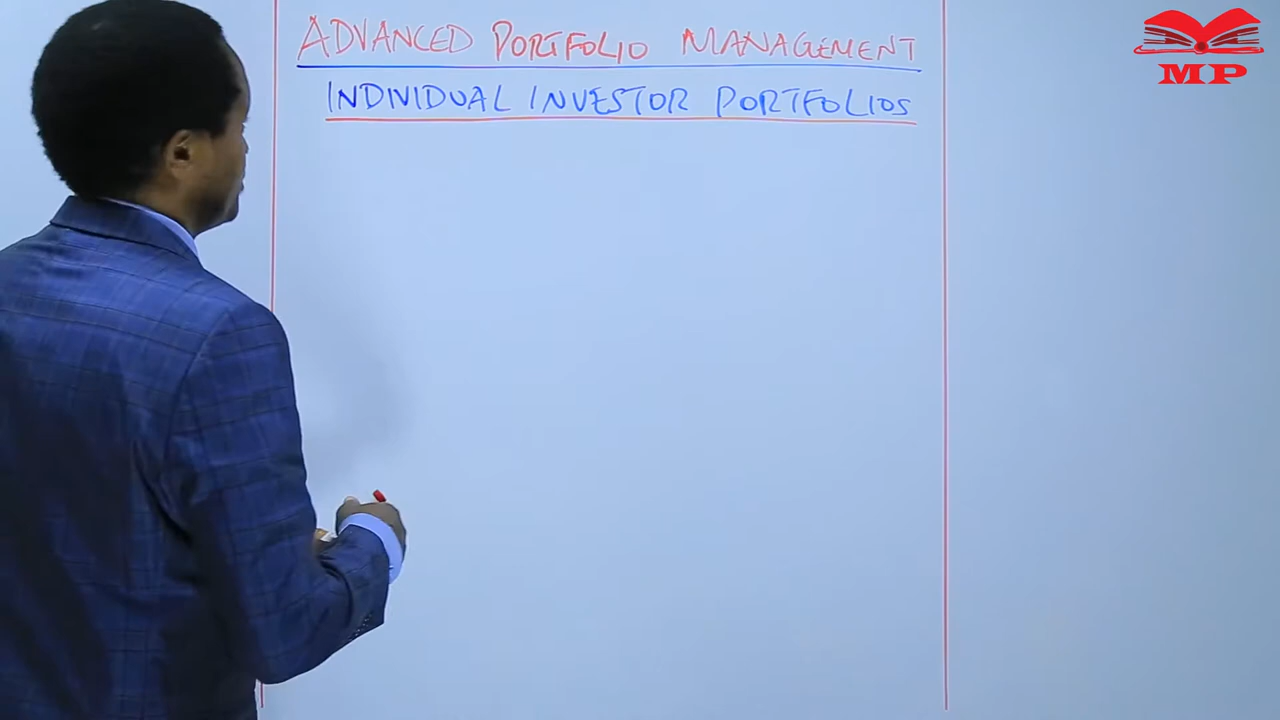 ADVANCED PORTFOLIO MANAGEMENT
INDIVIDUAL INVESTOR PORTFOLIOS
MP